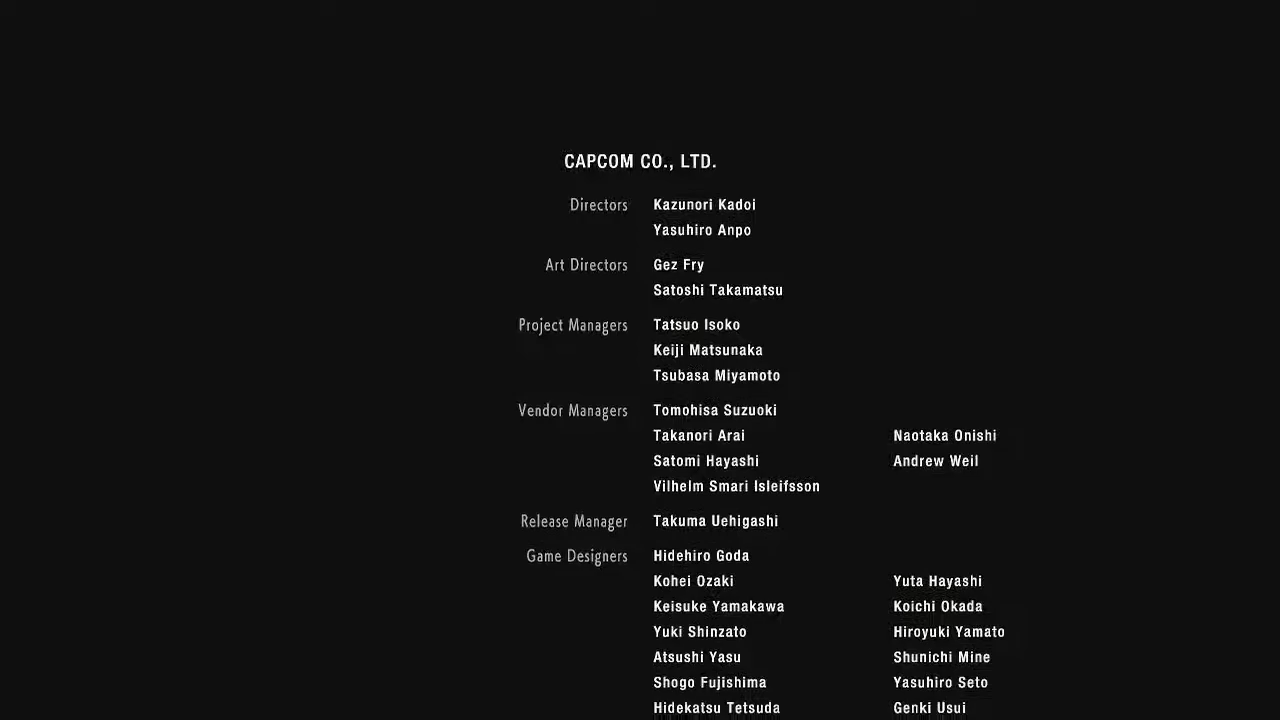 CAPCOM CO., LTD.
Directors Kazunori Kadoi
Yasuhiro Anpo
Art Directors Gez Fry
Satoshi Takamatsu
Project Managers Tatsuo Isoko
Keiji Matsunaka
Tsubasa Miyamoto
Vendor Managers Tomohisa Suzuoki
Takanori Arai Naotaka Onishi
Satomi Hayashi Andrew Weil
Vilhelm Smari Isleifsson
Release Manager Takuma Uehigashi
Game Designers Hidehiro Goda
Kohei Ozaki Yuta Hayashi
Keisuke Yamakawa Koichi Okada
Yuki Shinzato Hiroyuki Yamato
Atsushi Yasu Shunichi Mine
Shogo Fujishima Yasuhiro Seto
Hidekatsu Tetsuda Genki Usui